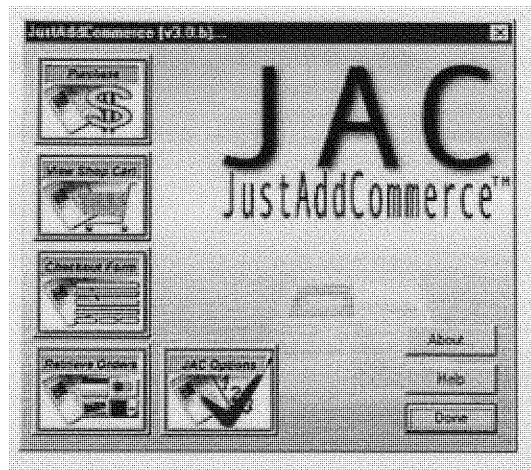 JustAddCommerce [v3.0.b]...
Purchase
JAC
JustAddCommerce™
View Shop Cart
Checkout Form
Retrieve Orders
JAC Options
About
Help
Done